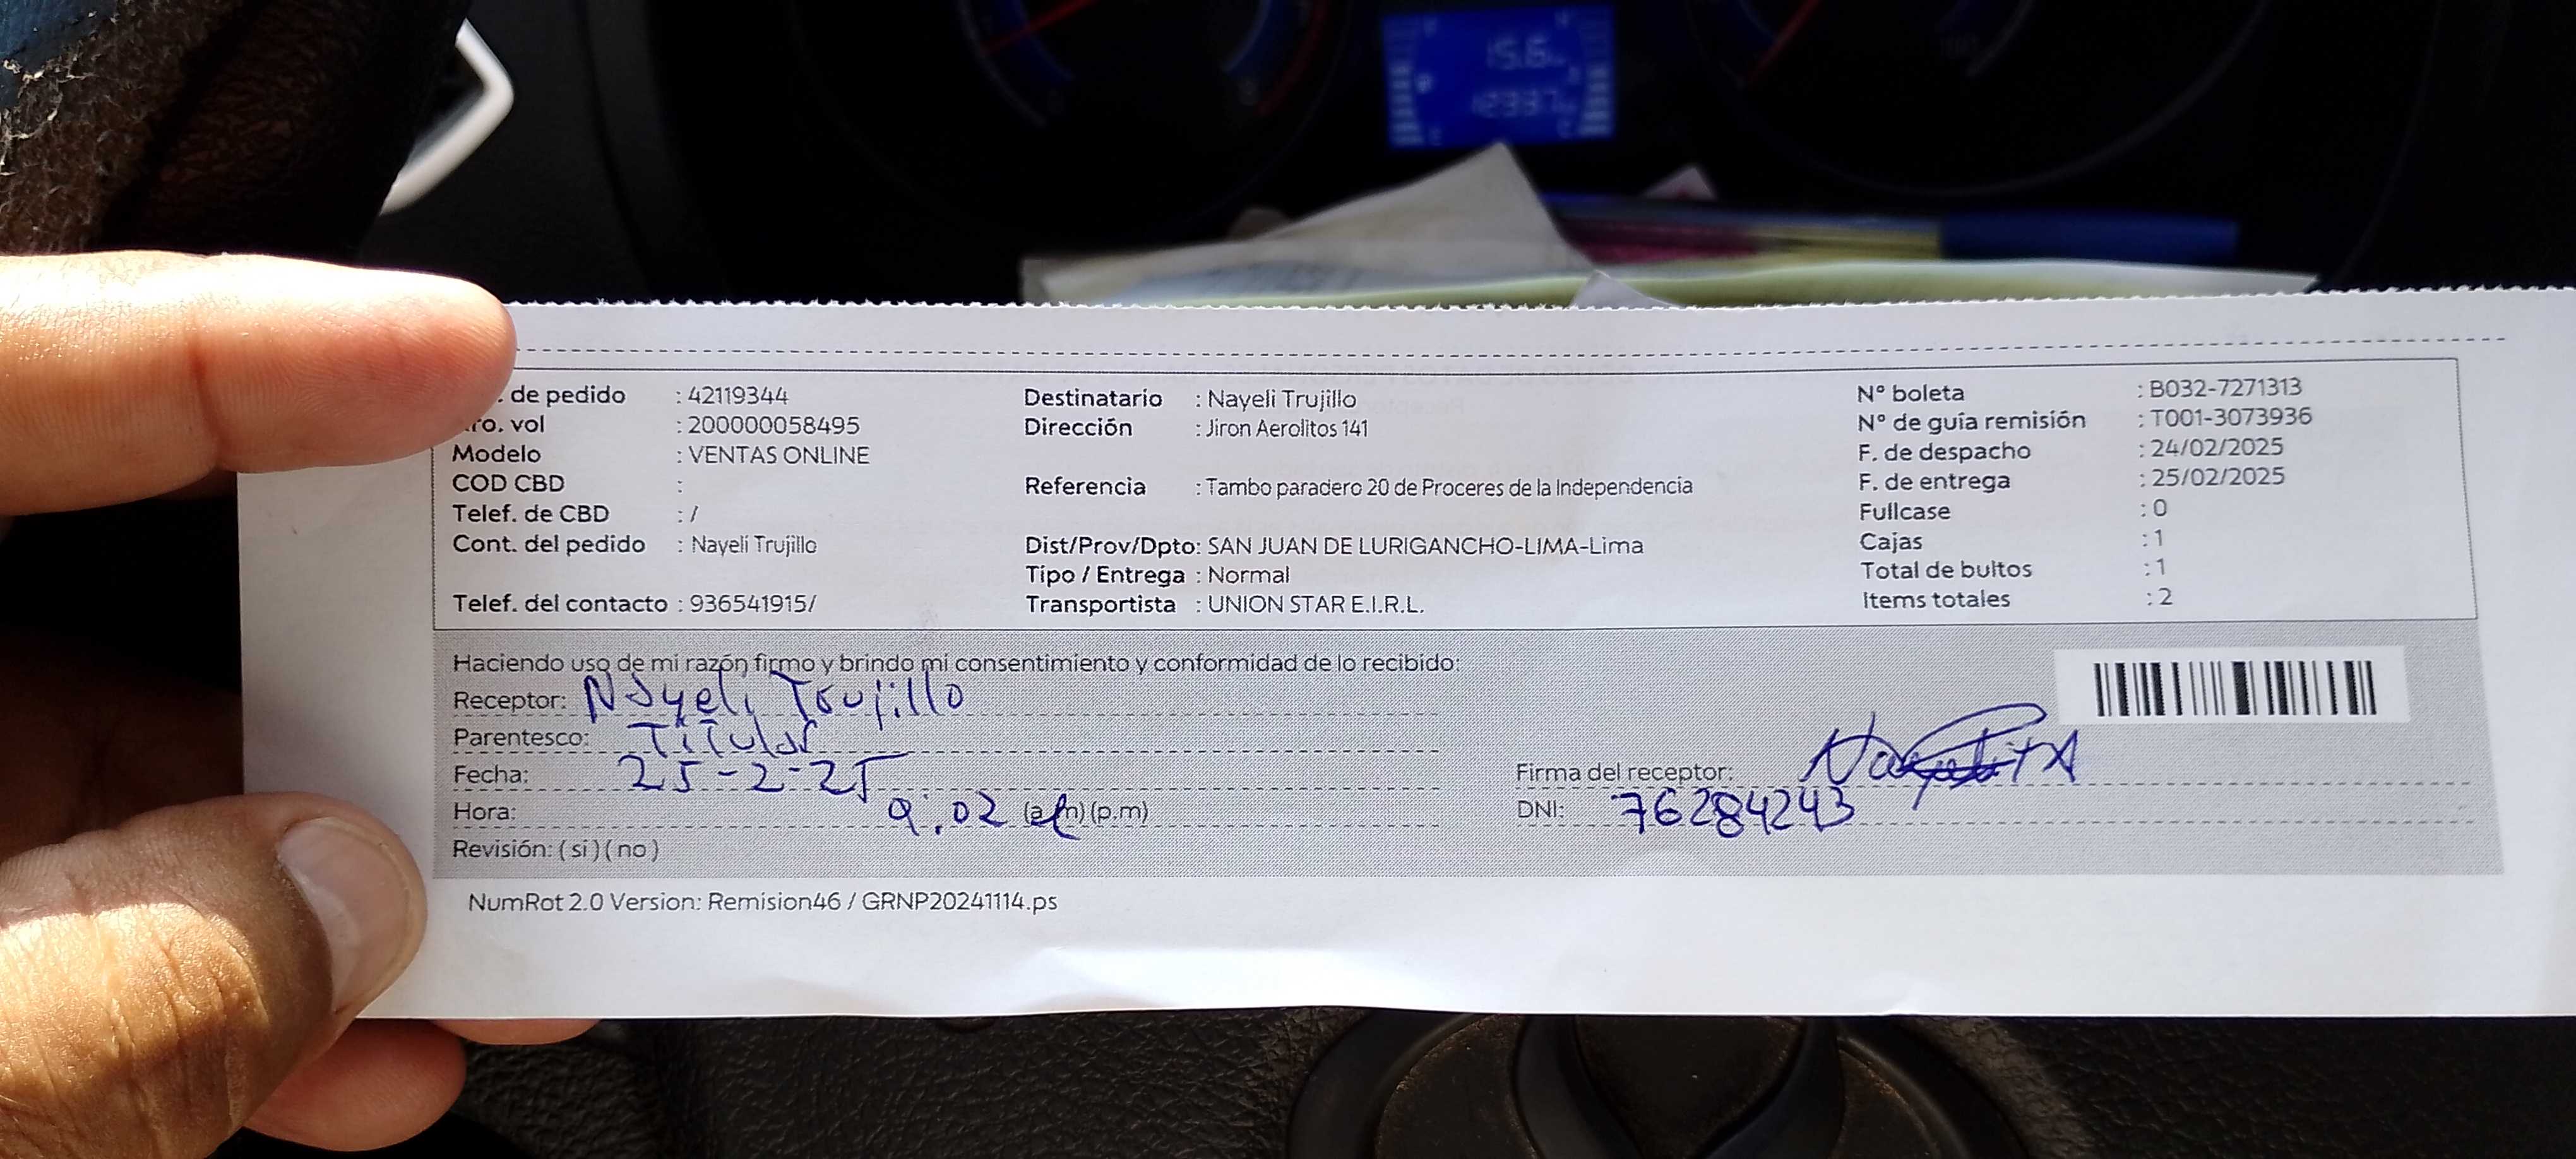 de pedido : 42119344
ro. vol : 200000058495
Modelo : VENTAS ONLINE
COD CBD :
Telef. de CBD : /
Cont. del pedido : Nayeli Trujillo
Telef. del contacto : 936541915/
Destinatario : Nayeli Trujillo
Dirección : Jiron Aerolitos 141
Referencia : Tambo paradero 20 de Proceres de la Independencia
Dist/Prov/Dpto: SAN JUAN DE LURIGANCHO-LIMA-Lima
Tipo / Entrega : Normal
Transportista : UNION STAR E.I.R.L.
N° boleta : B032-7271313
N° de guía remisión : T001-3073936
F. de despacho : 24/02/2025
F. de entrega : 25/02/2025
Fullcase : 0
Cajas : 1
Total de bultos : 1
Items totales : 2
Haciendo uso de mi razón firmo y brindo mi consentimiento y conformidad de lo recibido:
Receptor: Nayeli Trujillo
Parentesco: Titular
Fecha: 25-2-25
Hora: 9:02 (a.m) (p.m)
Revisión: ( si ) ( no )
Firma del receptor:
DNI: 76284243
NumRot 2.0 Version: Remision46 / GRNP20241114.ps